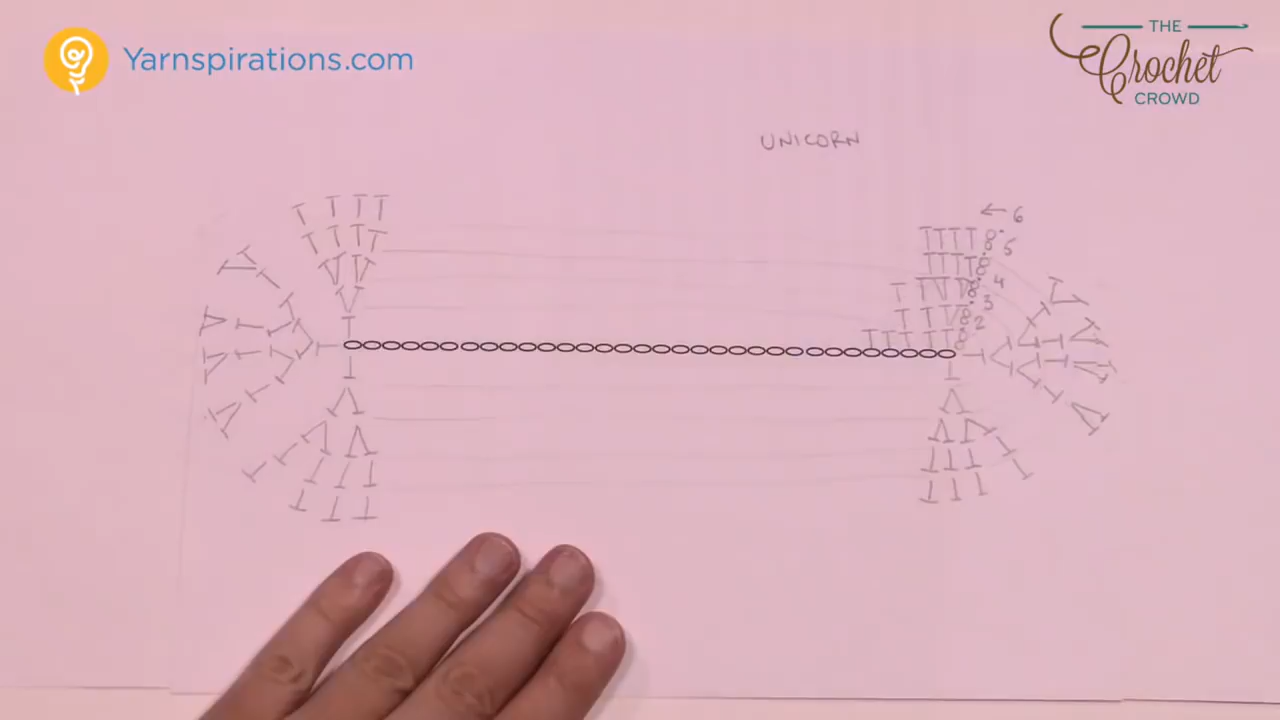 Yarnspirations.com
THE
Crochet
CROWD
UNICORN
← 6
5
4
3
2